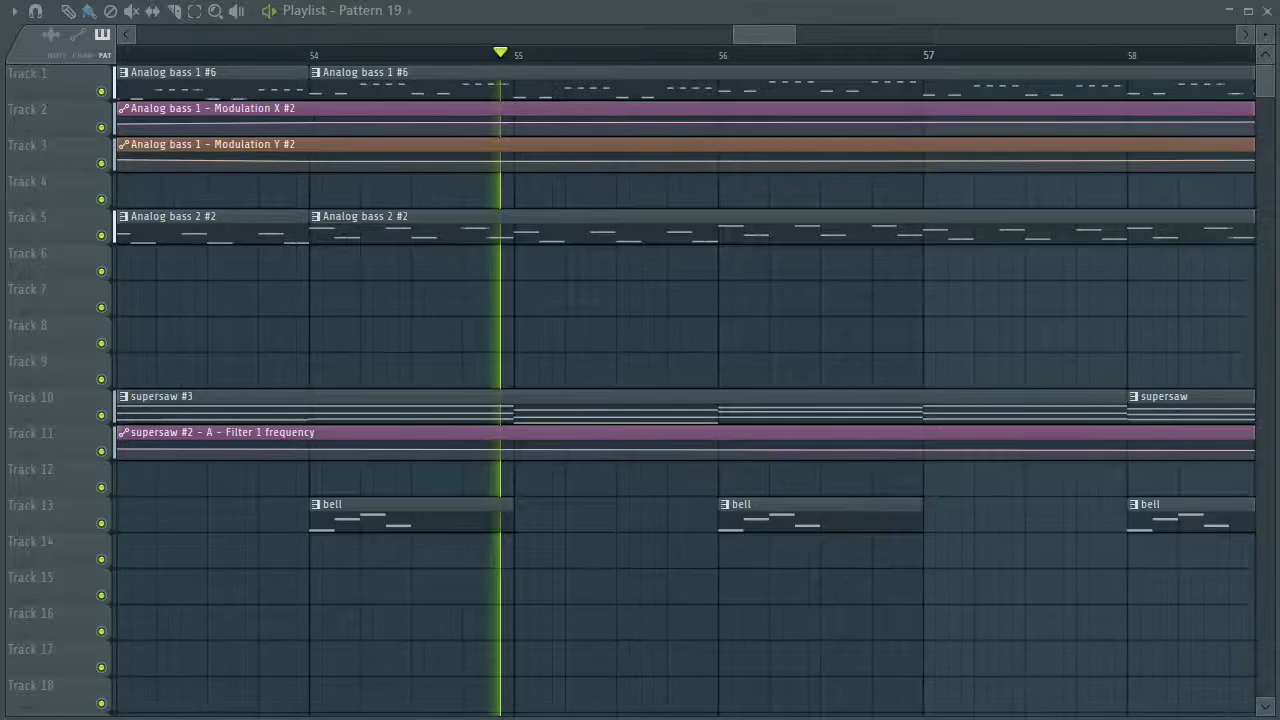 Playlist - Pattern 19
NOTE CHAN PAT
54 55 56 57 58
Track 1
Analog bass 1 #6 Analog bass 1 #6
Track 2
Analog bass 1 - Modulation X #2
Track 3
Analog bass 1 - Modulation Y #2
Track 4
Track 5
Analog bass 2 #2 Analog bass 2 #2
Track 6
Track 7
Track 8
Track 9
Track 10
supersaw #3 supersaw
Track 11
supersaw #2 - A - Filter 1 frequency
Track 12
Track 13
bell bell bell
Track 14
Track 15
Track 16
Track 17
Track 18